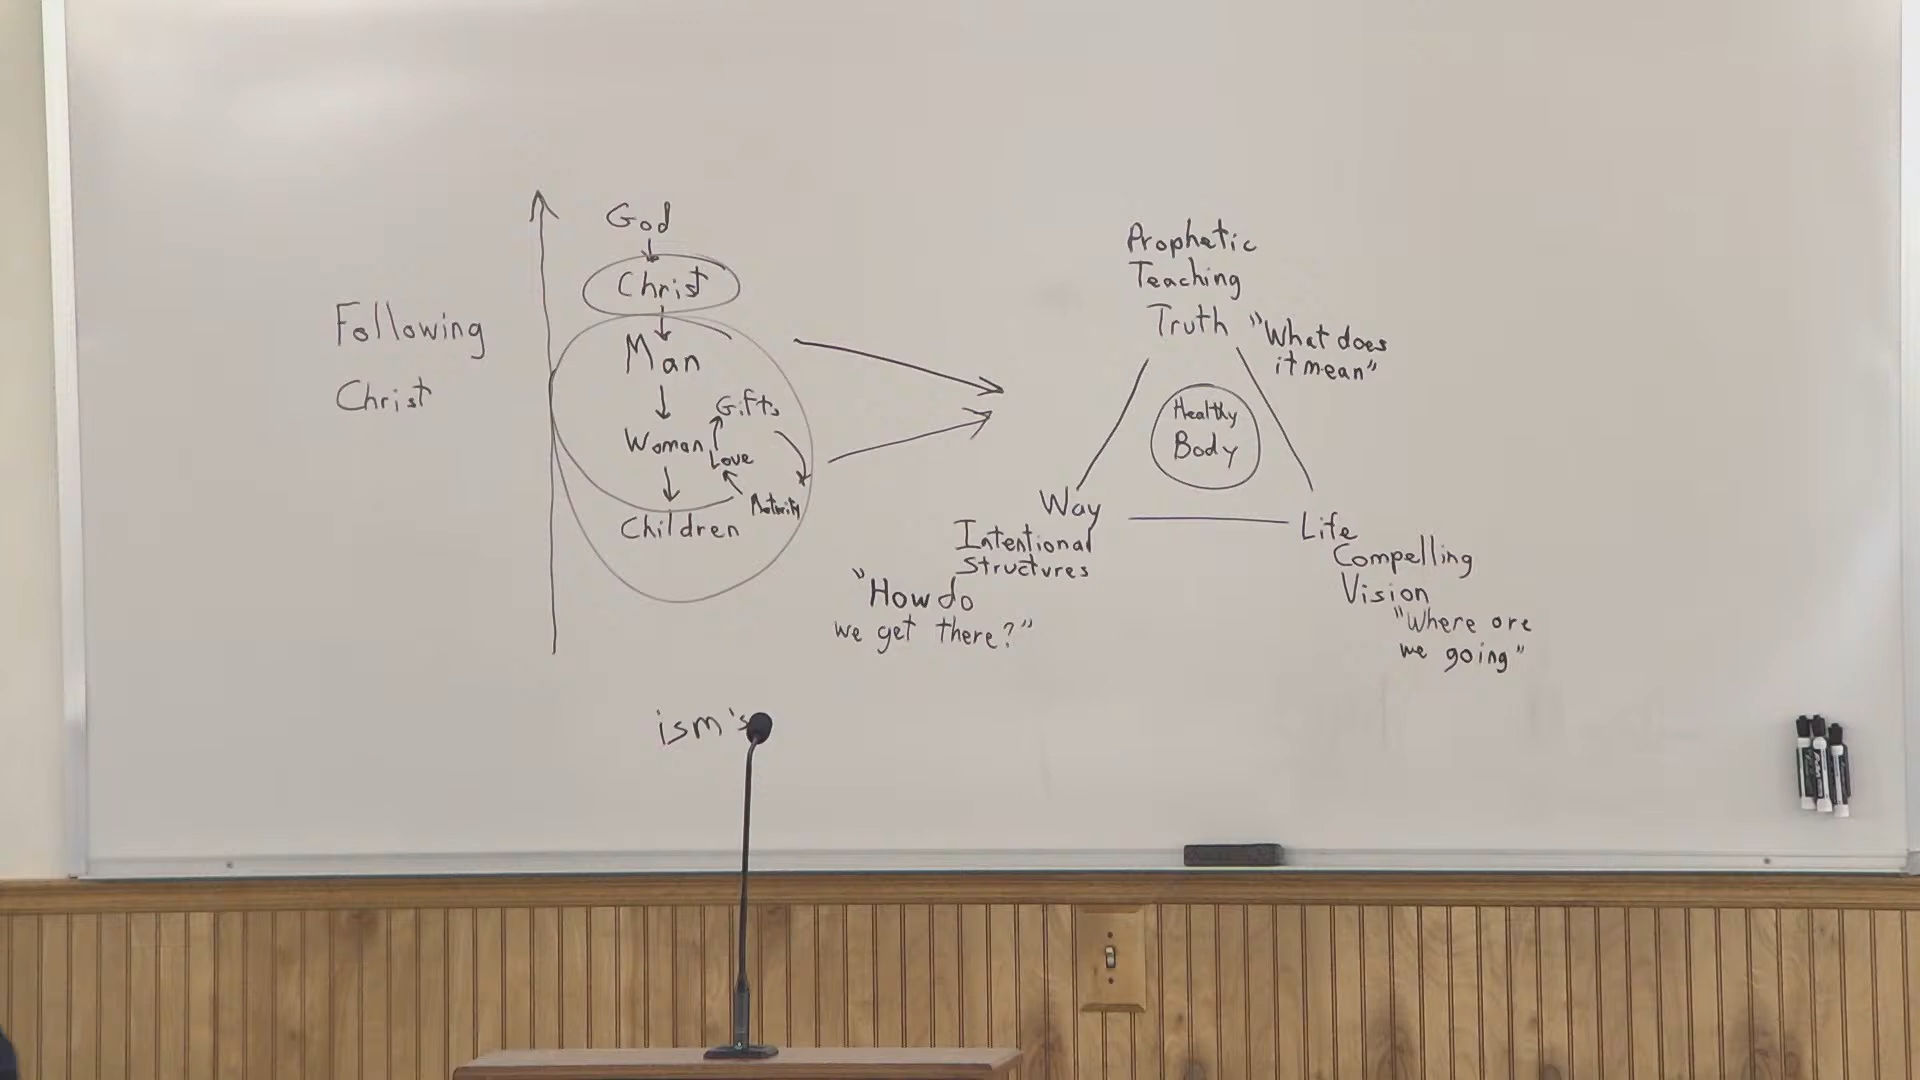 God
Christ
Following
Christ
Man
Gifts
Woman
Love
Maturity
Children
Prophetic
Teaching
Truth
"What does
it mean"
Healthy
Body
Way
Intentional
Structures
"How do
we get there?"
Life
Compelling
Vision
"Where are
we going"
ism's